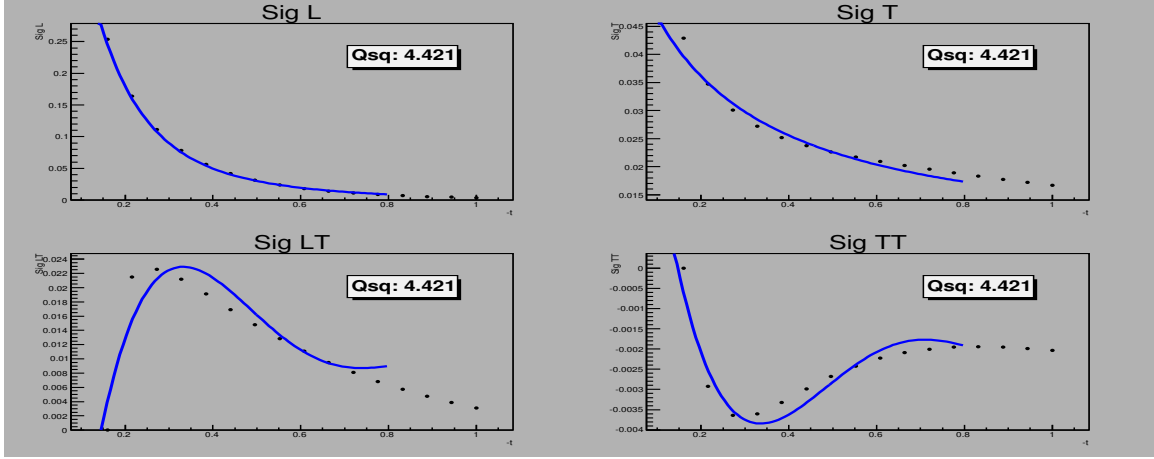 Sig L
Sig L
Qsq: 4.421
0.25
0.2
0.15
0.1
0.05
0
0.2 0.4 0.6 0.8 1
-t
Sig T
Sig T
Qsq: 4.421
0.045
0.04
0.035
0.03
0.025
0.02
0.015
0.2 0.4 0.6 0.8 1
-t
Sig LT
Sig LT
Qsq: 4.421
0.024
0.022
0.02
0.018
0.016
0.014
0.012
0.01
0.008
0.006
0.004
0.002
0
0.2 0.4 0.6 0.8 1
-t
Sig TT
Sig TT
Qsq: 4.421
0
-0.0005
-0.001
-0.0015
-0.002
-0.0025
-0.003
-0.0035
-0.004
0.2 0.4 0.6 0.8 1
-t